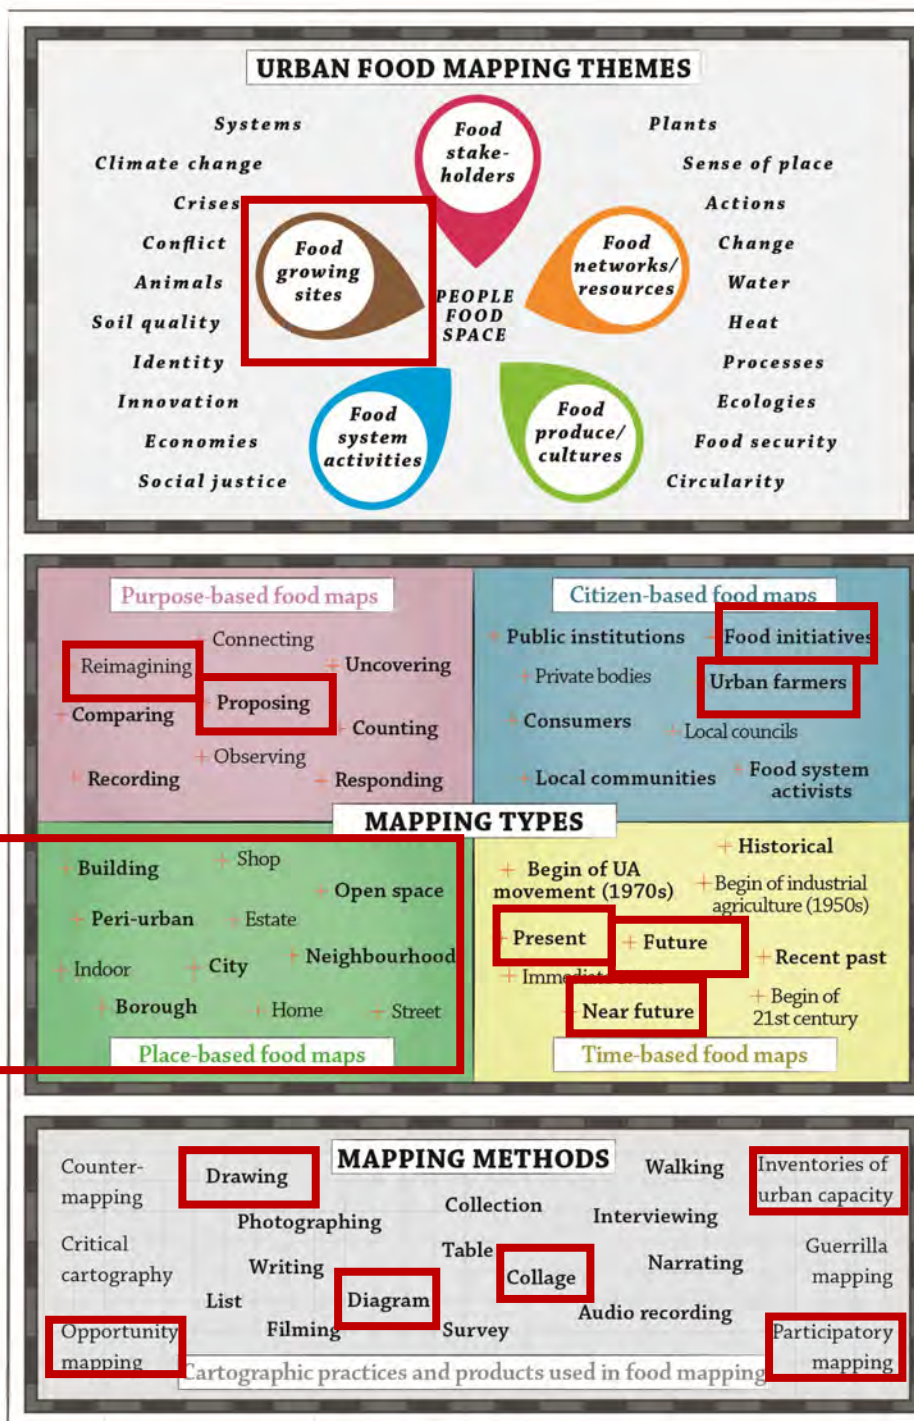 URBAN FOOD MAPPING THEMES
Systems
Climate change
Crises
Conflict
Animals
Soil quality
Identity
Innovation
Economies
Social justice
Food
stake-
holders
Food
growing
sites
Food
networks/
resources
PEOPLE
FOOD
SPACE
Food
system
activities
Food
produce/
cultures
Plants
Sense of place
Actions
Change
Water
Heat
Processes
Ecologies
Food security
Circularity
Purpose-based food maps
+ Connecting
Reimagining
+ Uncovering
+ Proposing
+ Comparing
+ Counting
+ Observing
+ Recording
+ Responding
Citizen-based food maps
+ Public institutions
+ Food initiatives
+ Private bodies
Urban farmers
+ Consumers
+ Local councils
+ Local communities
+ Food system
activists
MAPPING TYPES
+ Building
+ Shop
+ Open space
+ Peri-urban
+ Estate
+ Indoor
+ City
+ Neighbourhood
+ Borough
+ Home
+ Street
Place-based food maps
+ Historical
+ Begin of UA
movement (1970s)
+ Begin of industrial
agriculture (1950s)
+ Present
+ Future
+ Recent past
+ Near future
+ Begin of
21st century
Time-based food maps
MAPPING METHODS
Counter-
mapping
Drawing
Walking
Inventories of
urban capacity
Photographing
Collection
Interviewing
Critical
cartography
Writing
Table
Collage
Narrating
Guerrilla
mapping
List
Diagram
Audio recording
Opportunity
mapping
Filming
Survey
Participatory
mapping
Cartographic practices and products used in food mapping